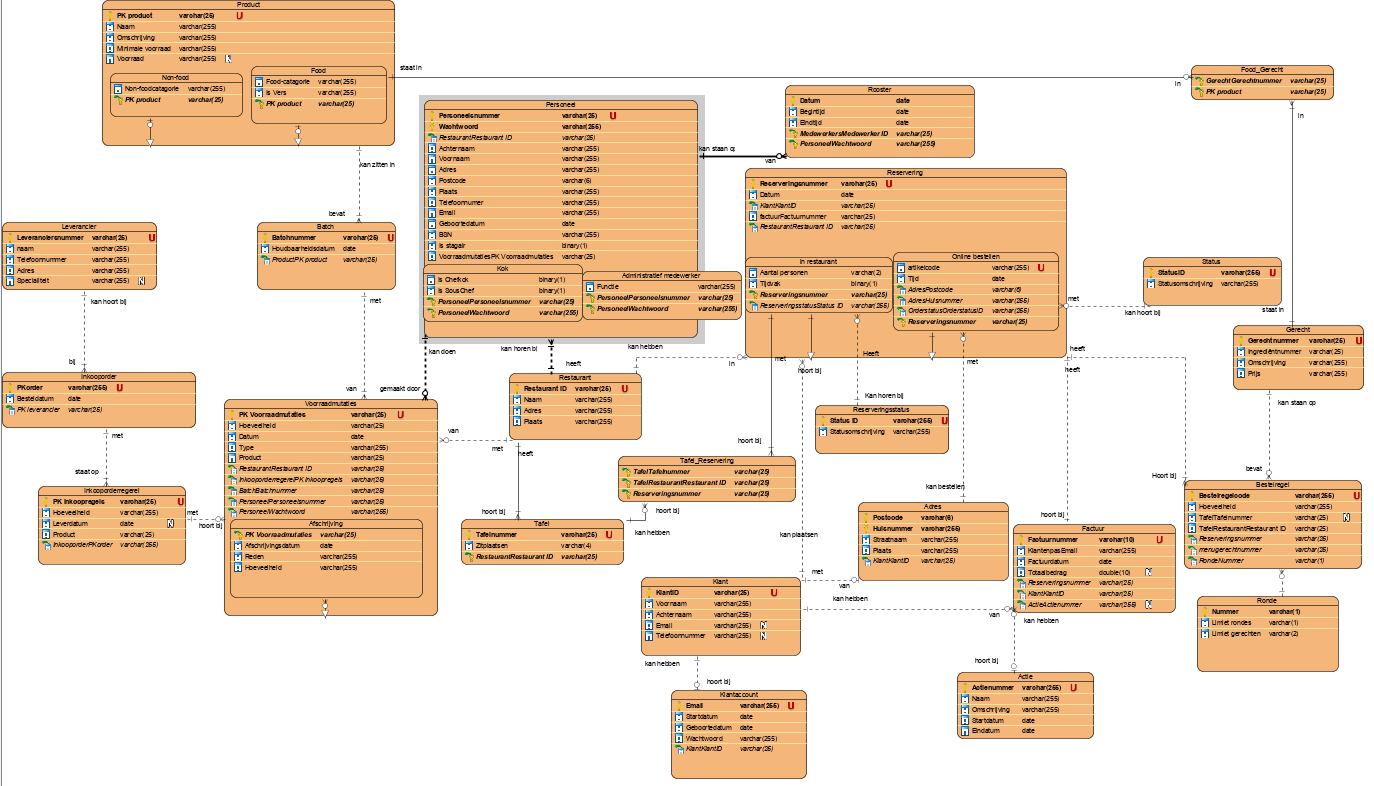 Product
PK product varchar(25) U
Naam varchar(255)
Omschrijving varchar(255)
Minimale voorraad varchar(255)
Voorraad varchar(255) N
Non-food
Non-foodcategorie varchar(255)
PK product varchar(25)
Food
Food-catagorie varchar(255)
Is Vers varchar(255)
PK product varchar(25)
staat in
in
Food_Gerecht
GerechtGerechtnummer varchar(25)
PK product varchar(25)
in
staat in
kan zitten in
bevat
Personeel
Personeelsnummer varchar(25) U
Wachtwoord varchar(255)
RestaurantRestaurant ID varchar(25)
Achternaam varchar(255)
Voornaam varchar(255)
Adres varchar(255)
Postcode varchar(6)
Plaats varchar(255)
Telefoonnumer varchar(255)
Email varchar(255)
Geboortedatum date
BSN varchar(255)
Is stagair binary(1)
VoorraadmutatiesPK Voorraadmutaties varchar(25)
Kok
Is Chefkok binary(1)
Is SousChef binary(1)
PersoneelPersoneelsnummer varchar(25)
PersoneelWachtwoord varchar(255)
Administratief medewerker
Functie varchar(255)
PersoneelPersoneelsnummer varchar(25)
PersoneelWachtwoord varchar(255)
kan staan op
van
Rooster
Datum date
Begintijd date
Eindtijd date
MedewerkersMedewerker ID varchar(25)
PersoneelWachtwoord varchar(255)
Reservering
Reserveringsnummer varchar(25) U
Datum date
KlantKlantID varchar(25)
factuurFactuurnummer varchar(25)
RestaurantRestaurant ID varchar(25)
In restaurant
Aantal personen varchar(2)
Tijdvak binary(1)
Reserveringsnummer varchar(25)
ReserveringsstatusStatus ID varchar(255)
Online bestellen
artikelcode varchar(255) U
Tijd date
AdresPostcode varchar(6)
AdresHuisnummer varchar(255)
OrderstatusOrderstatusID varchar(255)
Reserveringsnummer varchar(25)
Status
StatusID varchar(255) U
Statusomschrijving varchar(255)
met
kan hoort bij
Leverancier
Leveranciersnummer varchar(25) U
naam varchar(255)
Telefoonnummer varchar(255)
Adres varchar(255)
Specialiteit varchar(255) N
kan hoort bij
bij
Batch
Batchnummer varchar(25) U
Houdbaarheidsdatum date
ProductPK product varchar(25)
met
van
Gerecht
Gerechtnummer varchar(25) U
Ingrediëntnummer varchar(25)
Omschrijving varchar(255)
Prijs varchar(255)
kan staan op
bevat
Inkooporder
PKorder varchar(255) U
Besteldatum date
PK leverancier varchar(25)
met
staat op
kan doen
gemaakt door
kan horen bij
heeft
kan hebben
in
Restaurant
Restaurant ID varchar(25) U
Naam varchar(255)
Adres varchar(255)
Plaats varchar(255)
met
heeft
van
hoort bij
Voorraadmutaties
PK Voorraadmutaties varchar(25) U
Hoeveelheid varchar(25)
Datum date
Type varchar(255)
Product varchar(25)
RestaurantRestaurant ID varchar(25)
InkooporderregerelPK Inkoopregels varchar(25)
BatchBatchnummer varchar(25)
PersoneelPersoneelsnummer varchar(25)
PersoneelWachtwoord varchar(255)
Afschrijving
PK Voorraadmutaties varchar(25)
Afschrijvingsdatum date
Reden varchar(255)
Hoeveelheid varchar(255)
met
hoort bij
Heeft
Kan horen bij
met
heeft
heeft
Reserveringsstatus
Status ID varchar(255) U
Statusomschrijving varchar(255)
hoort bij
Tafel_Reservering
TafelTafelnummer varchar(25)
TafelRestaurantRestaurant ID varchar(25)
Reserveringsnummer varchar(25)
hoort bij
kan hebben
Inkooporderregerel
PK Inkoopregels varchar(25) U
Hoeveelheid varchar(255)
Leverdatum date N
Product varchar(25)
InkooporderPKorder varchar(255)
met
hoort bij
Tafel
Tafelnummer varchar(25) U
Zitplaatsen varchar(4)
RestaurantRestaurant ID varchar(25)
kan plaatsen
kan bestellen
Adres
Postcode varchar(6)
Huisnummer varchar(255)
Straatnaam varchar(255)
Plaats varchar(255)
KlantKlantID varchar(25)
met
van
Hoort bij
hoort bij
Bestelregel
Bestelregelcode varchar(255) U
Hoeveelheid varchar(255)
TafelTafelnummer varchar(25) N
TafelRestaurantRestaurant ID varchar(25)
Reserveringsnummer varchar(25)
menugerechtnummer varchar(25)
RondeNummer varchar(1)
Factuur
Factuurnummer varchar(10) U
KlantenpasEmail varchar(255)
Factuurdatum date
Totaalbedrag double(10) N
Reserveringsnummer varchar(25)
KlantKlantID varchar(25)
ActieActienummer varchar(255) N
Klant
KlantID varchar(25) U
Voornaam varchar(255)
Achternaam varchar(255)
Email varchar(255) N
Telefoonnummer varchar(255) N
kan hebben
van
kan hebben
hoort bij
Ronde
Nummer varchar(1)
Limiet rondes varchar(1)
Limiet gerechten varchar(2)
kan hebben
hoort bij
Actie
Actienummer varchar(255) U
Naam varchar(255)
Omschrijving varchar(255)
Startdatum date
Eindatum date
Klantaccount
Email varchar(255) U
Startdatum date
Geboortedatum date
Wachtwoord varchar(255)
KlantKlantID varchar(25)